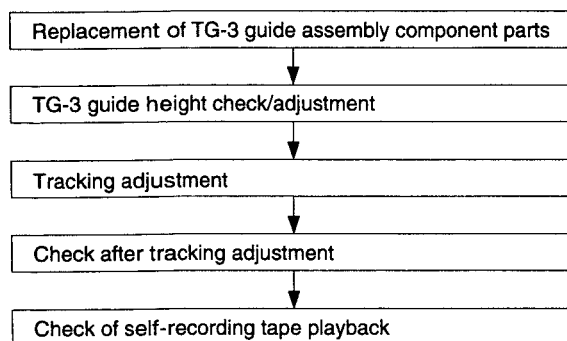 Replacement of TG-3 guide assembly component parts
TG-3 guide height check/adjustment
Tracking adjustment
Check after tracking adjustment
Check of self-recording tape playback